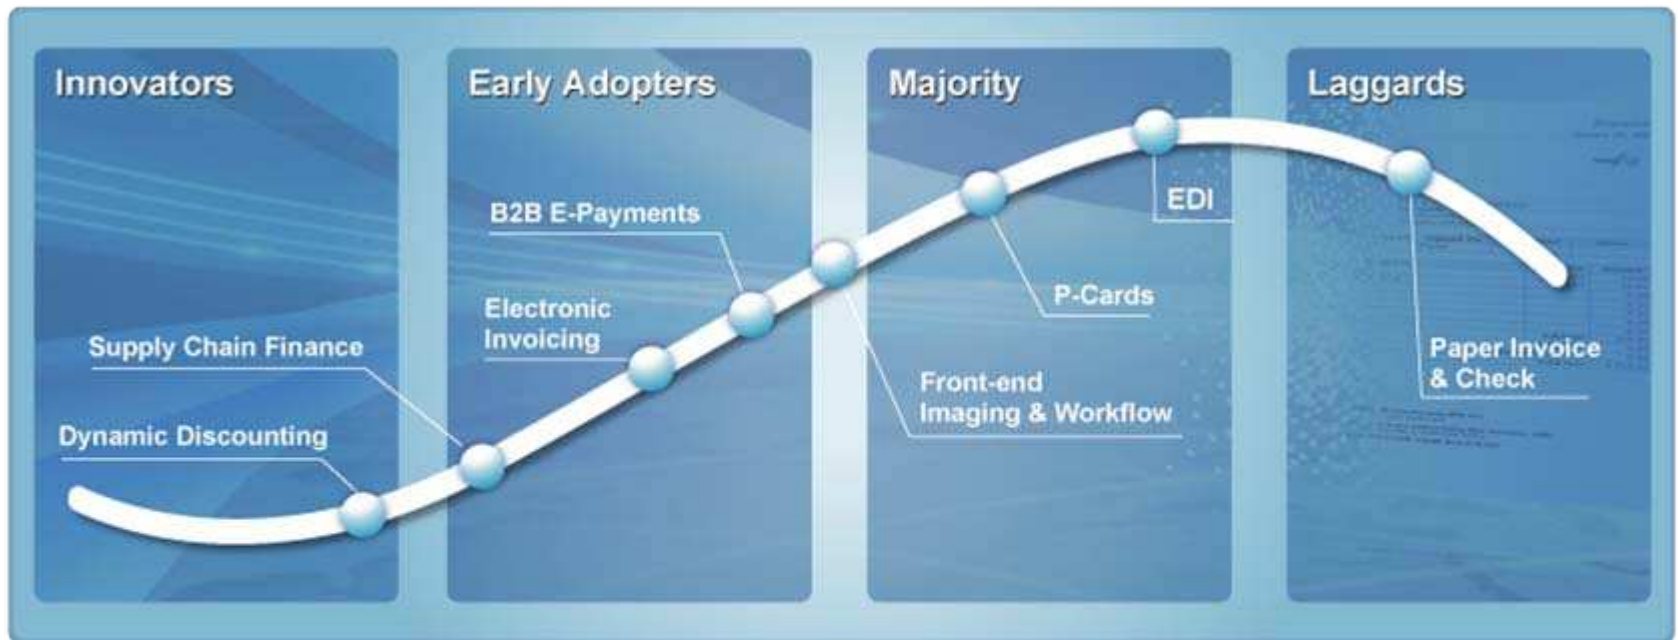 Innovators
Early Adopters
Majority
Laggards
B2B E-Payments
EDI
Electronic
Invoicing
P-Cards
Supply Chain Finance
Paper Invoice
& Check
Front-end
Imaging & Workflow
Dynamic Discounting